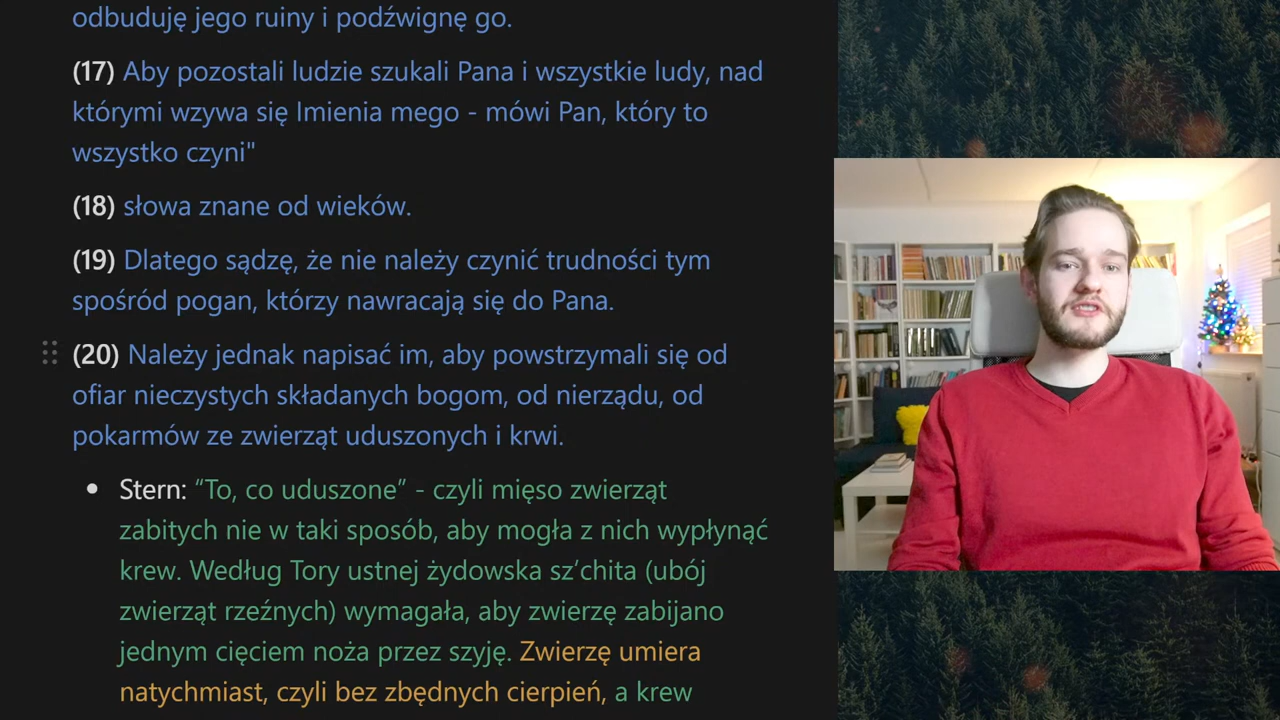 odbuduję jego ruiny i podźwignę go.
(17) Aby pozostali ludzie szukali Pana i wszystkie ludy, nad
którymi wzywa się Imienia mego - mówi Pan, który to
wszystko czyni"
(18) słowa znane od wieków.
(19) Dlatego sądzę, że nie należy czynić trudności tym
spośród pogan, którzy nawracają się do Pana.
(20) Należy jednak napisać im, aby powstrzymali się od
ofiar nieczystych składanych bogom, od nierządu, od
pokarmów ze zwierząt uduszonych i krwi.
• Stern: “To, co uduszone” - czyli mięso zwierząt
zabitych nie w taki sposób, aby mogła z nich wypłynąć
krew. Według Tory ustnej żydowska sz’chita (ubój
zwierząt rzeźnych) wymagała, aby zwierzę zabijano
jednym cięciem noża przez szyję. Zwierzę umiera
natychmiast, czyli bez zbędnych cierpień, a krew